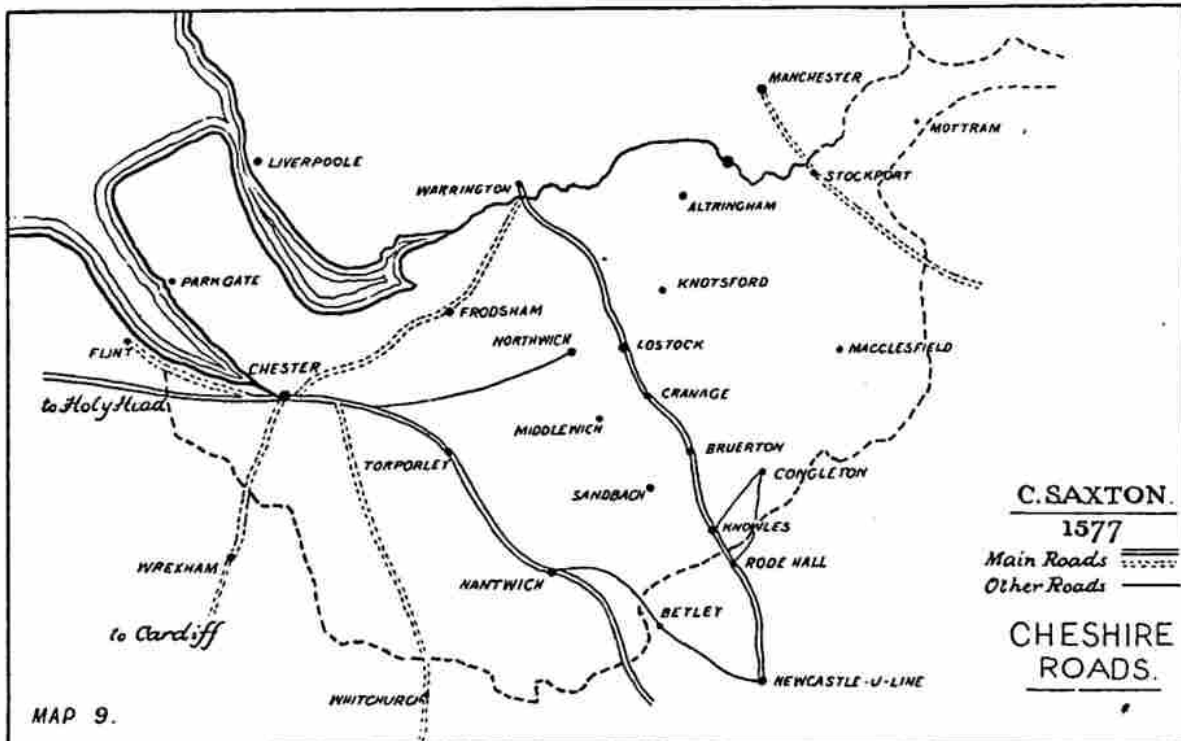 MANCHESTER
MOTTRAM
LIVERPOOLE
STOCKPORT
WARRINGTON
ALTRINGHAM
PARKGATE
KNOTSFORD
FRODSHAM
NORTHWICH
LOSTOCK
MACCLESFIELD
FLINT
CHESTER
CRANAGE
to Holy Head
MIDDLEWICH
BRUERTON
TORPORLEY
CONGLETON
SANDBACH
C. SAXTON.
1577
KNOWLES
Main Roads
RODE HALL
Other Roads
WREXHAM
NANTWICH
BETLEY
to Cardiff
CHESHIRE
ROADS.
NEWCASTLE-U-LINE
WHITCHURCH
MAP 9.